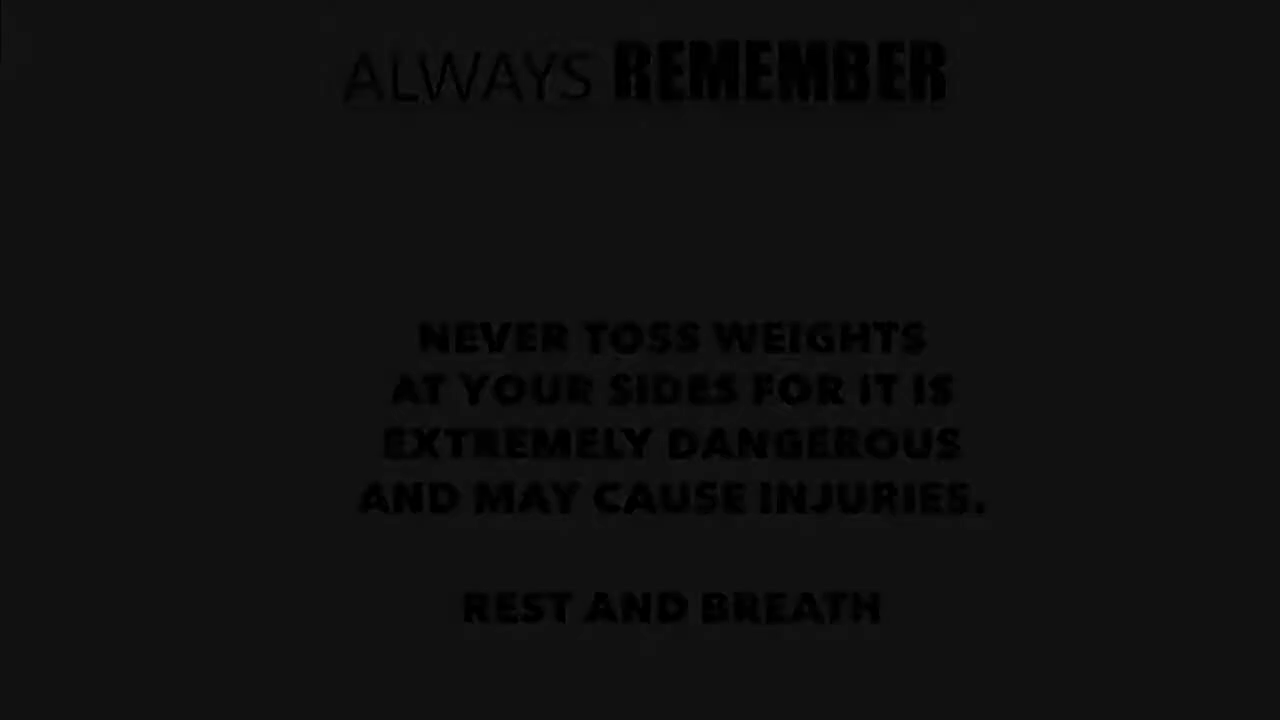 ALWAYS REMEMBER
NEVER TOSS WEIGHTS
AT YOUR SIDES FOR IT IS
EXTREMELY DANGEROUS
AND MAY CAUSE INJURIES.
REST AND BREATH